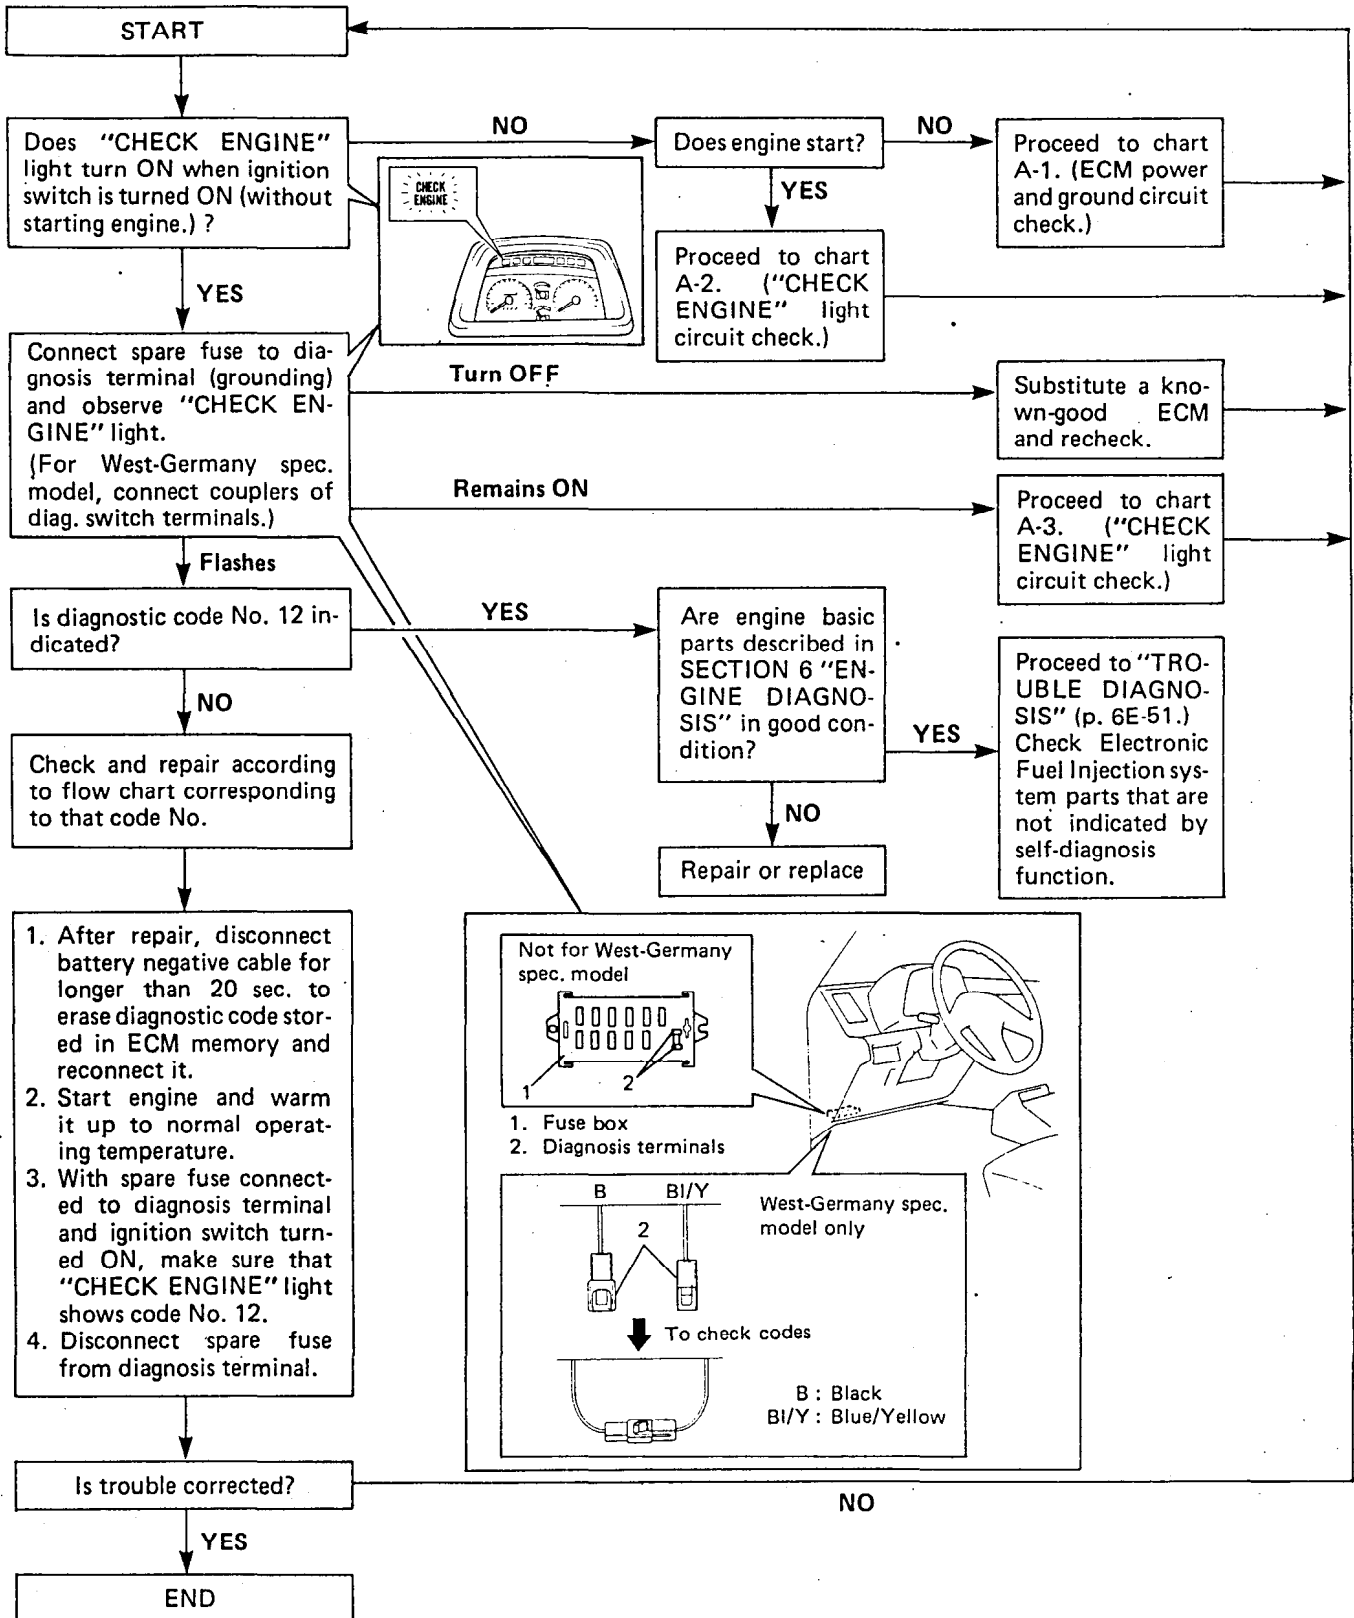 START
Does "CHECK ENGINE"
light turn ON when ignition
switch is turned ON (without
starting engine.) ?
NO
Does engine start?
NO
Proceed to chart
A-1. (ECM power
and ground circuit
check.)
CHECK
ENGINE
YES
Proceed to chart
A-2. ("CHECK
ENGINE" light
circuit check.)
YES
Connect spare fuse to dia-
gnosis terminal (grounding)
and observe "CHECK EN-
GINE" light.
(For West-Germany spec.
model, connect couplers of
diag. switch terminals.)
Turn OFF
Substitute a kno-
wn-good ECM
and recheck.
Remains ON
Proceed to chart
A-3. ("CHECK
ENGINE" light
circuit check.)
Flashes
Is diagnostic code No. 12 in-
dicated?
YES
Are engine basic
parts described in
SECTION 6 "EN-
GINE DIAGNO-
SIS" in good con-
dition?
YES
Proceed to "TRO-
UBLE DIAGNO-
SIS" (p. 6E-51.)
Check Electronic
Fuel Injection sys-
tem parts that are
not indicated by
self-diagnosis
function.
NO
Repair or replace
NO
Check and repair according
to flow chart corresponding
to that code No.
1. After repair, disconnect
battery negative cable for
longer than 20 sec. to
erase diagnostic code stor-
ed in ECM memory and
reconnect it.
2. Start engine and warm
it up to normal operat-
ing temperature.
3. With spare fuse connect-
ed to diagnosis terminal
and ignition switch turn-
ed ON, make sure that
"CHECK ENGINE" light
shows code No. 12.
4. Disconnect spare fuse
from diagnosis terminal.
Not for West-Germany
spec. model
1
2
1. Fuse box
2. Diagnosis terminals
B
Bl/Y
2
West-Germany spec.
model only
To check codes
B : Black
Bl/Y : Blue/Yellow
Is trouble corrected?
NO
YES
END